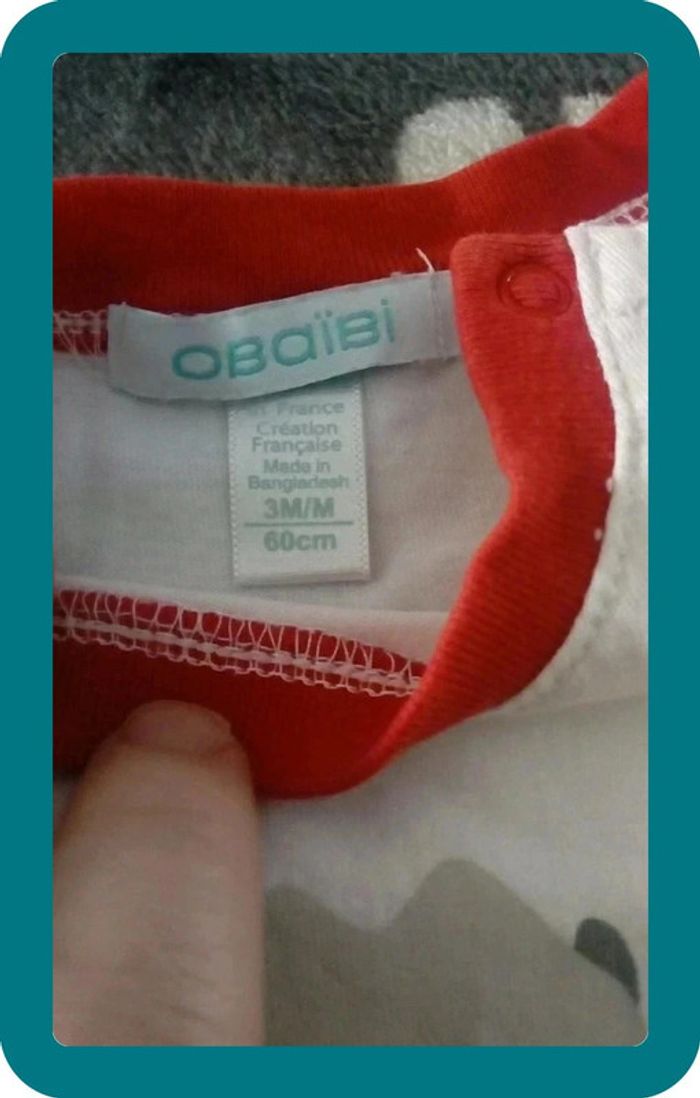 OBaïBi
France
Création
Française
Made in
Bangladesh
3M/M
60cm